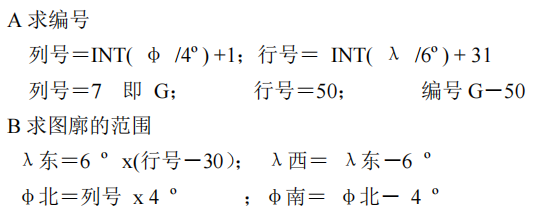 A 求编号
列号＝INT( φ /4º ) +1；行号＝ INT( λ /6º ) + 31
列号＝7 即 G； 行号＝50； 编号 G－50
B 求图廓的范围
λ东＝6 º x(行号－30）； λ西＝ λ东－6 º
φ北＝列号 x 4 º ；φ南＝ φ北－ 4 º